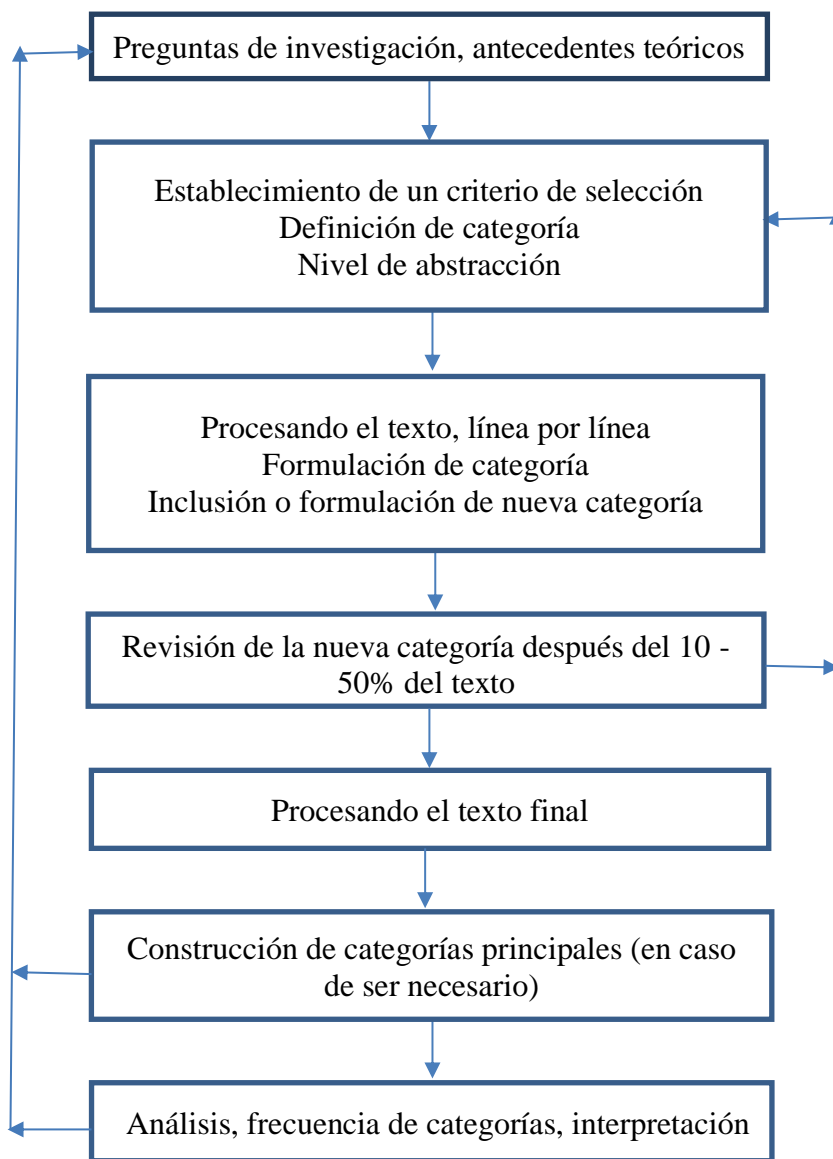 Preguntas de investigación, antecedentes teóricos
Establecimiento de un criterio de selección
Definición de categoría
Nivel de abstracción
Procesando el texto, línea por línea
Formulación de categoría
Inclusión o formulación de nueva categoría
Revisión de la nueva categoría después del 10 -
50% del texto
Procesando el texto final
Construcción de categorías principales (en caso
de ser necesario)
Análisis, frecuencia de categorías, interpretación